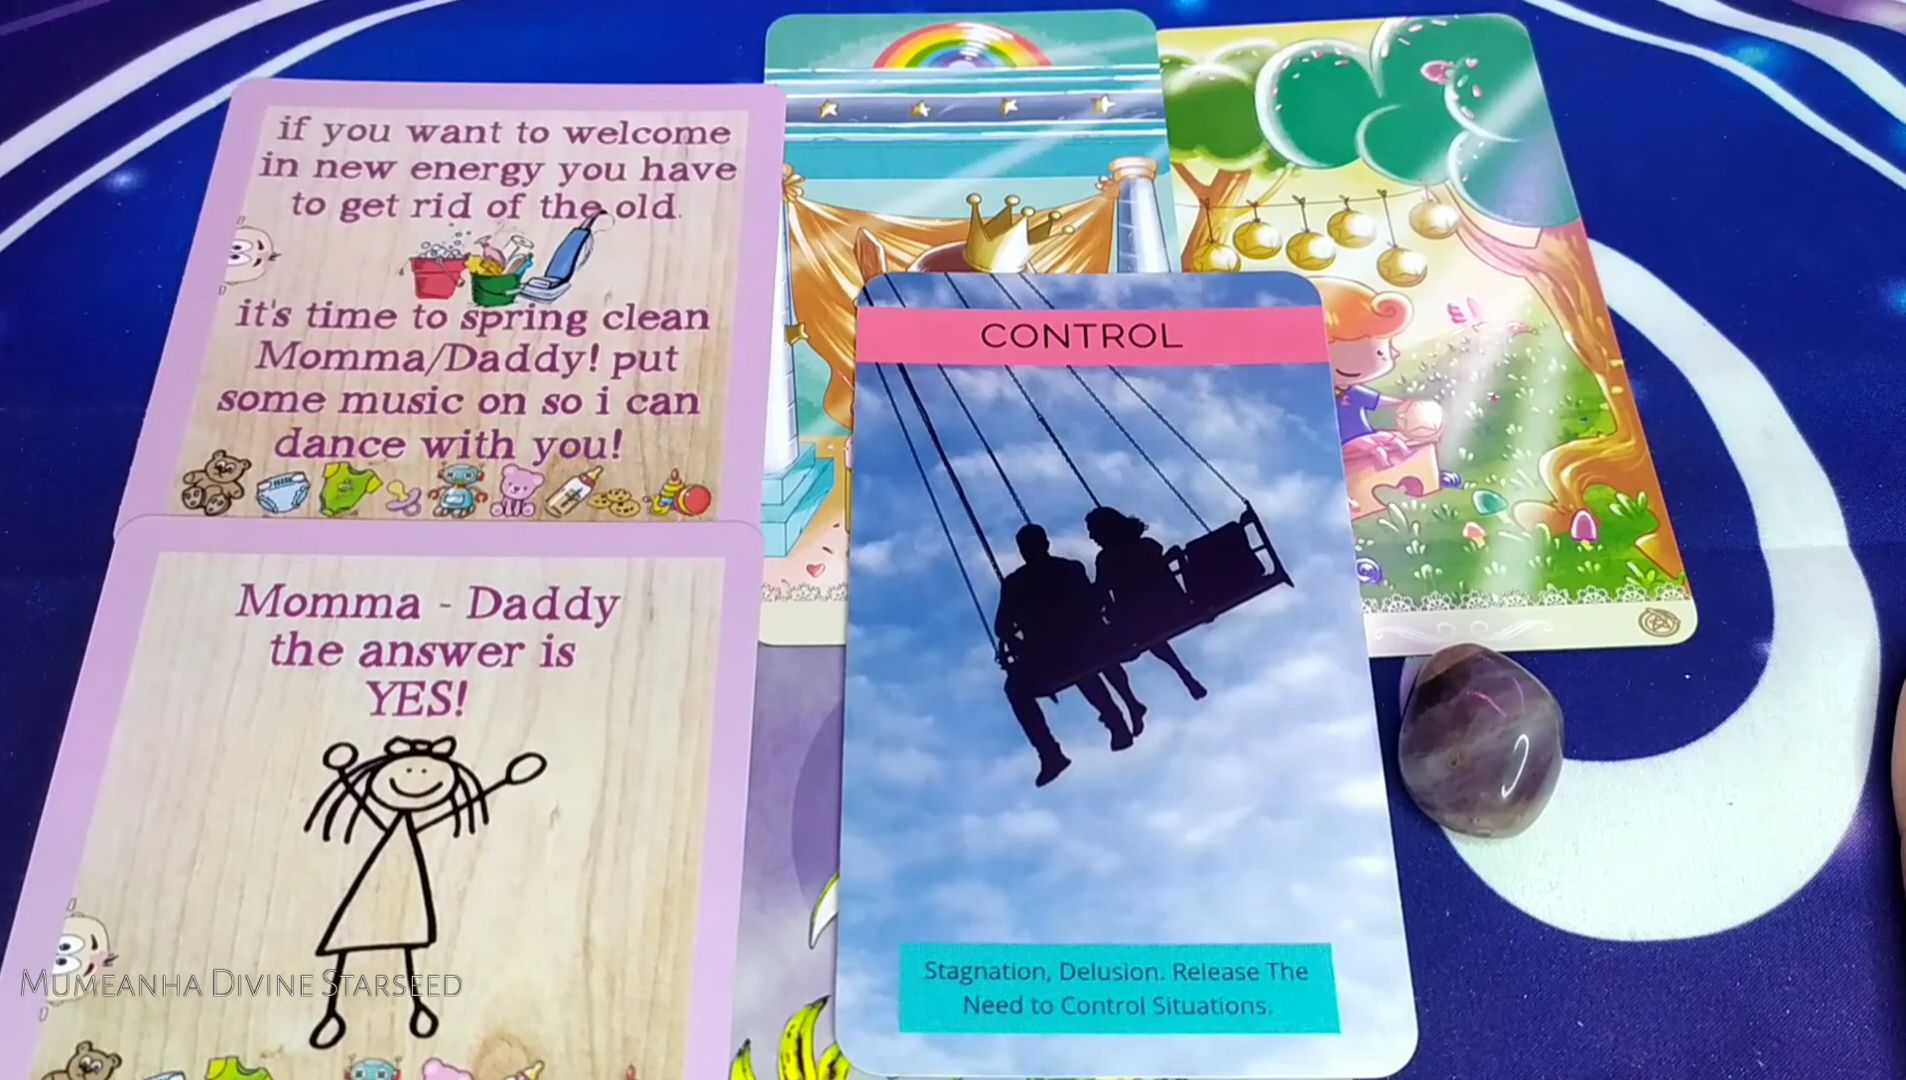 if you want to welcome
in new energy you have
to get rid of the old.
it's time to spring clean
Momma/Daddy! put
some music on so i can
dance with you!
Momma - Daddy
the answer is
YES!
CONTROL
Stagnation, Delusion. Release The
Need to Control Situations.
Mumeanha Divine Starseed